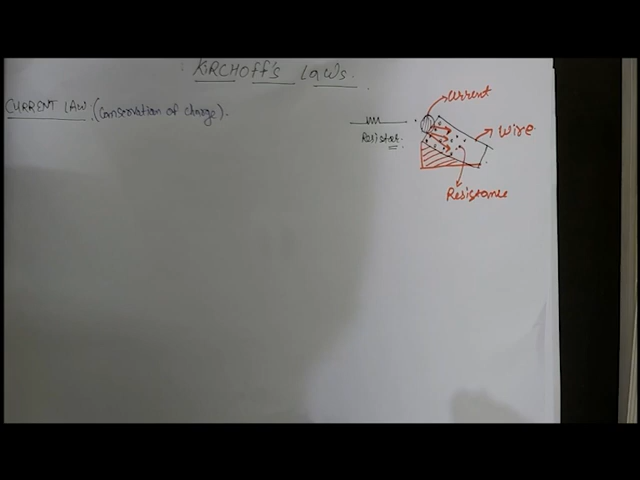 : KIRCHOFF's Laws.
CURRENT LAW. (Conservation of charge).
current
wire.
Resistor.
Resistance